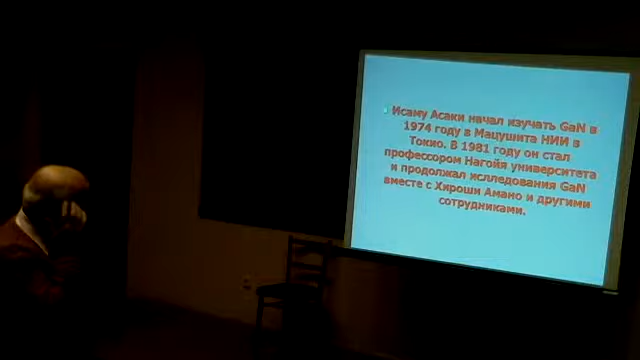 Исаму Асаки начал изучать GaN в
1974 году в Мацушита НИИ в
Токио. В 1981 году он стал
профессором Нагойя университета
и продолжал ислледования GaN
вместе с Хироши Амано и другими
сотрудниками.